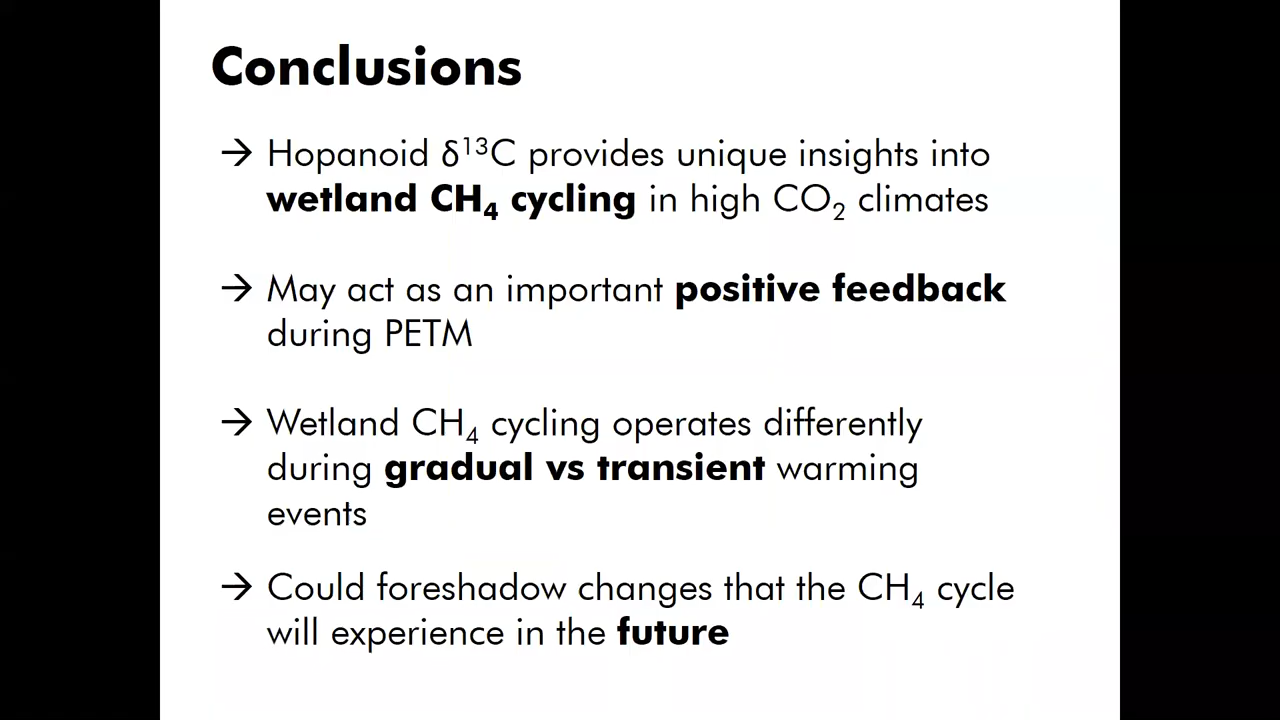 Conclusions
→ Hopanoid δ¹³C provides unique insights into
wetland CH₄ cycling in high CO₂ climates
→ May act as an important positive feedback
during PETM
→ Wetland CH₄ cycling operates differently
during gradual vs transient warming
events
→ Could foreshadow changes that the CH₄ cycle
will experience in the future